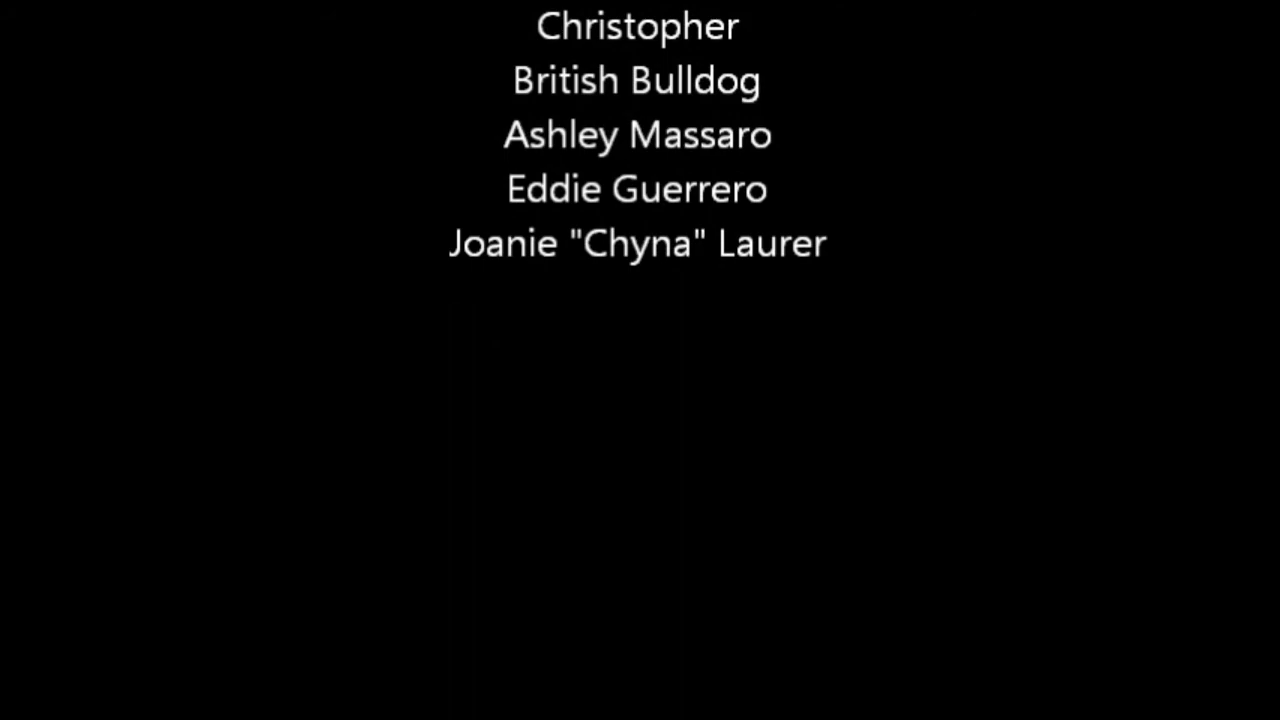 Christopher
British Bulldog
Ashley Massaro
Eddie Guerrero
Joanie "Chyna" Laurer